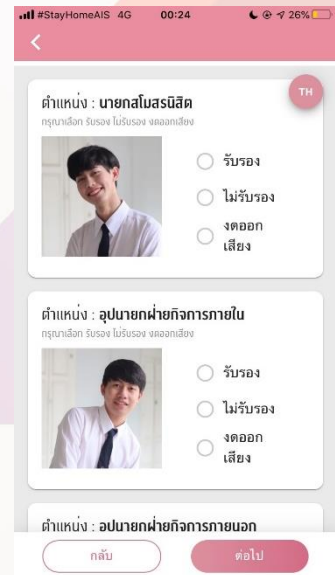 #StayHomeAIS 4G 00:24 26%
TH
ตำแหน่ง : นายกสโมสรนิสิต
กรุณาเลือก รับรอง ไม่รับรอง งดออกเสียง
รับรอง
ไม่รับรอง
งดออก
เสียง
ตำแหน่ง : อุปนายกฝ่ายกิจการภายใน
กรุณาเลือก รับรอง ไม่รับรอง งดออกเสียง
รับรอง
ไม่รับรอง
งดออก
เสียง
ตำแหน่ง : อุปนายกฝ่ายกิจการภายนอก
กลับ
ต่อไป